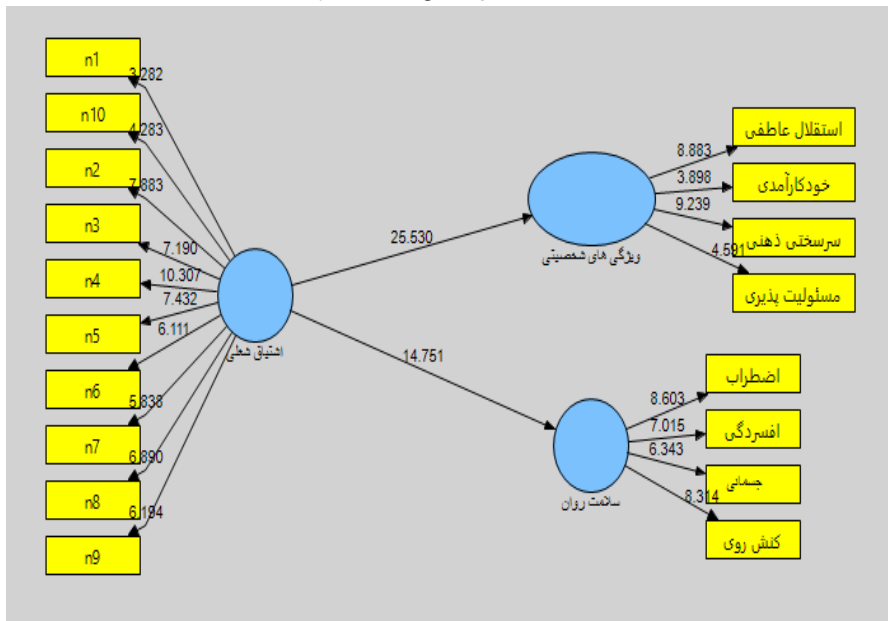 n1
n10
n2
n3
n4
n5
n6
n7
n8
n9
3.282
4.283
7.883
7.190
10.307
7.432
6.111
5.838
6.890
6.194
اشتیاق شغلی
25.530
14.751
ویژگی های شخصیتی
8.883
3.898
9.239
4.591
استقلال عاطفی
خودکارآمدی
سرسختی ذهنی
مسئولیت پذیری
سلامت روان
8.603
7.015
6.343
8.314
اضطراب
افسردگی
جسمانی
کنش روی